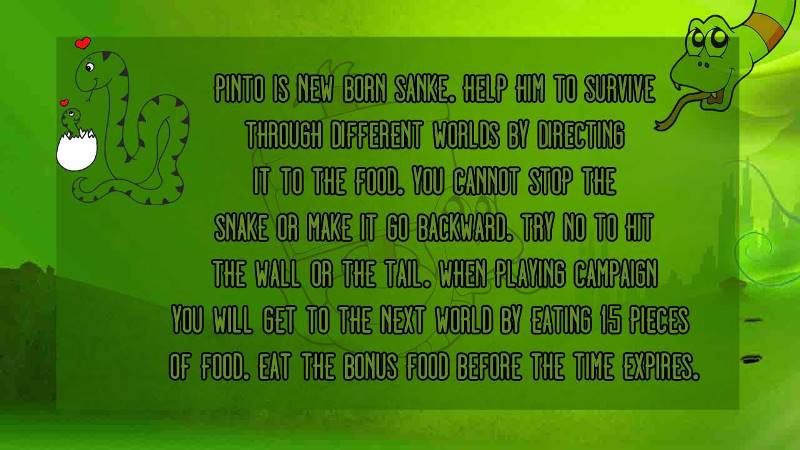 Pinto is new born sanke. Help him to survive
through different worlds by directing
it to the food. You cannot stop the
snake or make it go backward. Try no to hit
the wall or the tail. When playing campaign
you will get to the next world by eating 15 pieces
of food. Eat the bonus food before the time expires.